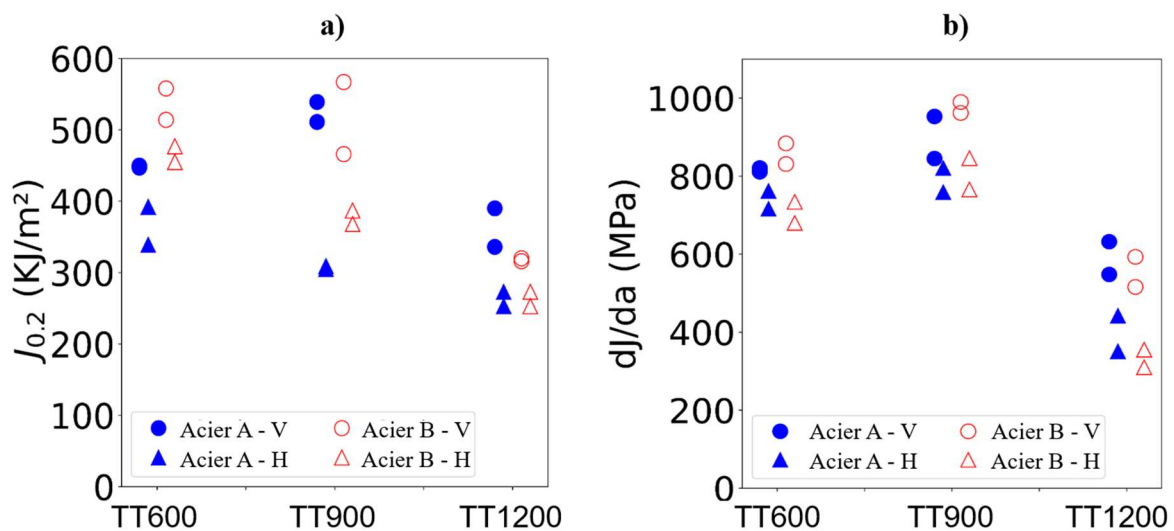 a)
J0.2 (KJ/m²)
600
500
400
300
200
100
0
Acier A - V
Acier B - V
Acier A - H
Acier B - H
TT600
TT900
TT1200
b)
dJ/da (MPa)
1000
800
600
400
200
0
Acier A - V
Acier B - V
Acier A - H
Acier B - H
TT600
TT900
TT1200